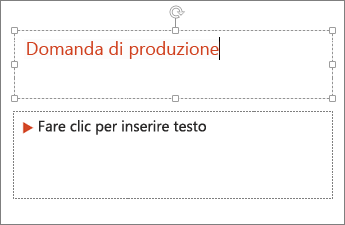 Domanda di produzione
Fare clic per inserire testo